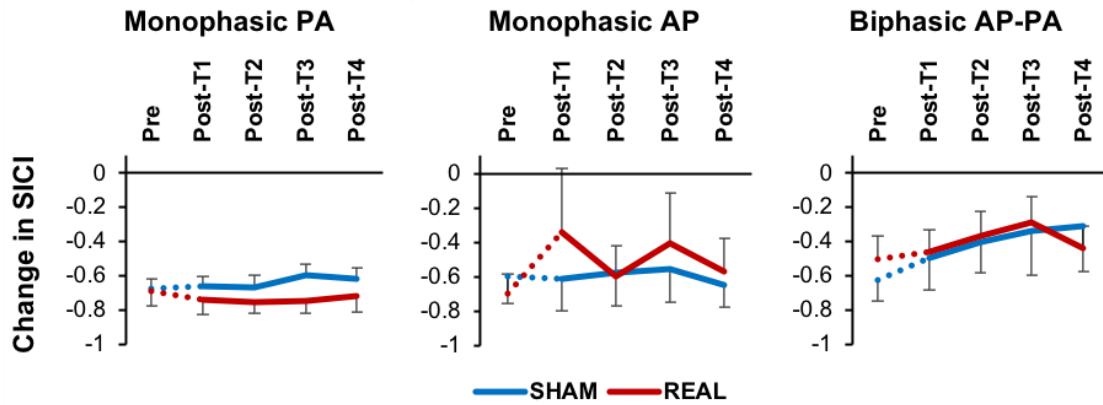 Monophasic PA
Monophasic AP
Biphasic AP-PA
Pre
Post-T1
Post-T2
Post-T3
Post-T4
Pre
Post-T1
Post-T2
Post-T3
Post-T4
Pre
Post-T1
Post-T2
Post-T3
Post-T4
Change in SICI
0
-0.2
-0.4
-0.6
-0.8
-1
0
-0.2
-0.4
-0.6
-0.8
-1
0
-0.2
-0.4
-0.6
-0.8
-1
SHAM
REAL